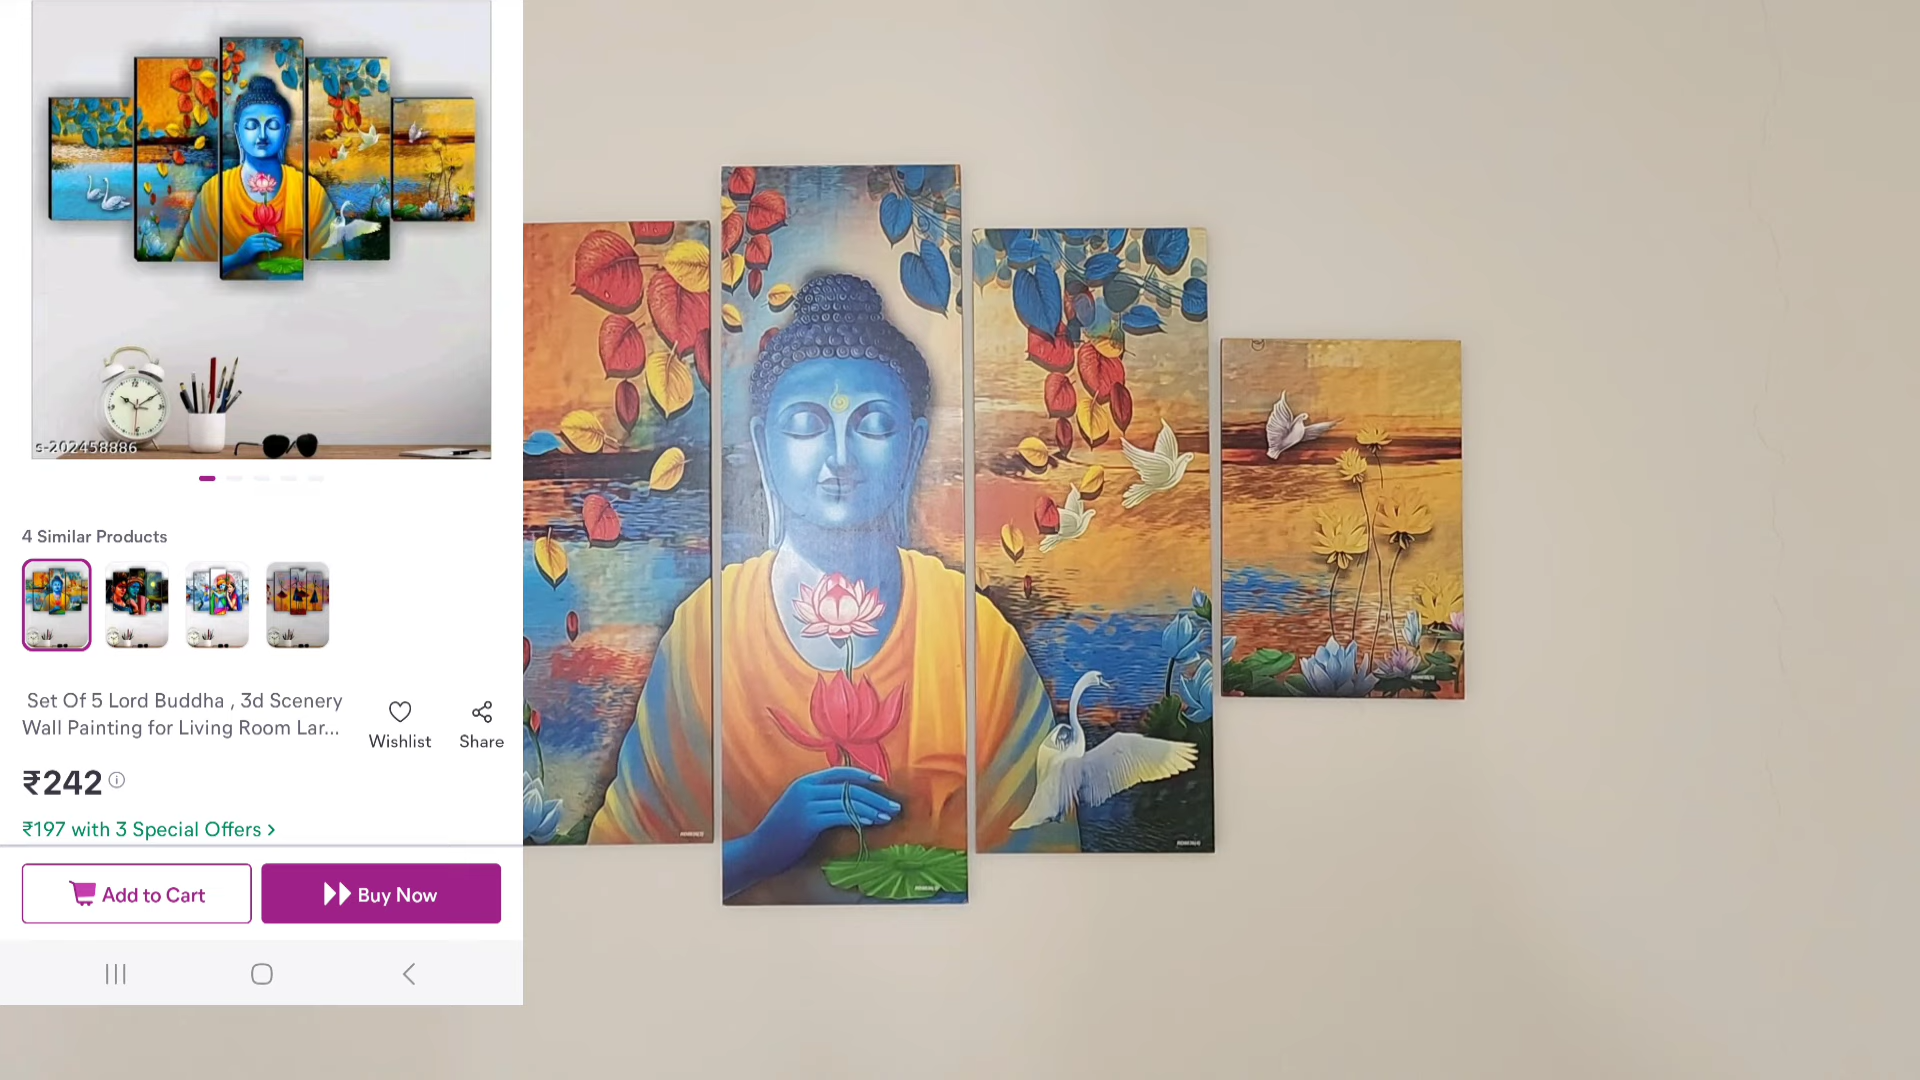 s-202458886
4 Similar Products
Set Of 5 Lord Buddha , 3d Scenery
Wall Painting for Living Room Lar...
Wishlist
Share
₹242
₹197 with 3 Special Offers >
Add to Cart
Buy Now